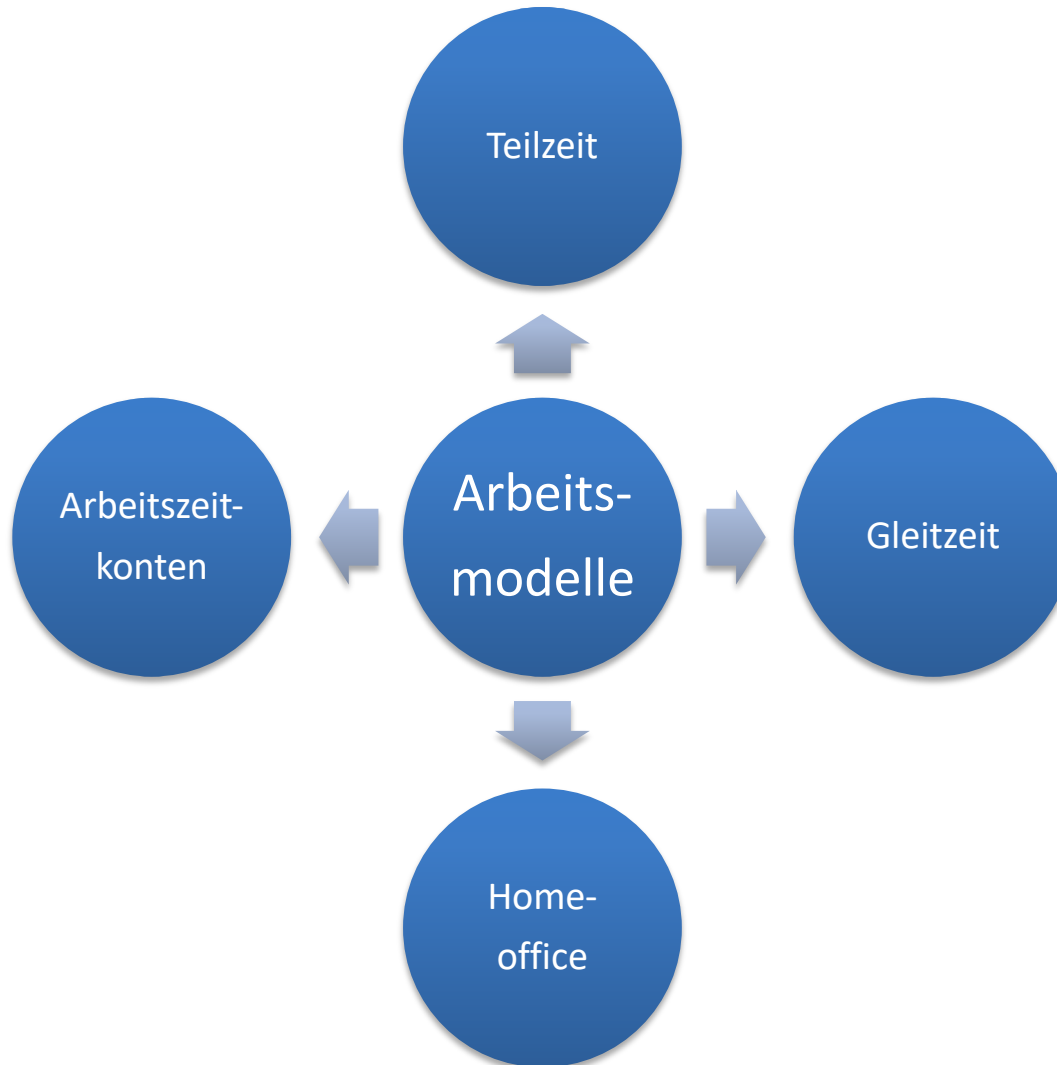 Teilzeit
Arbeitszeit-
konten
Arbeits-
modelle
Gleitzeit
Home-
office